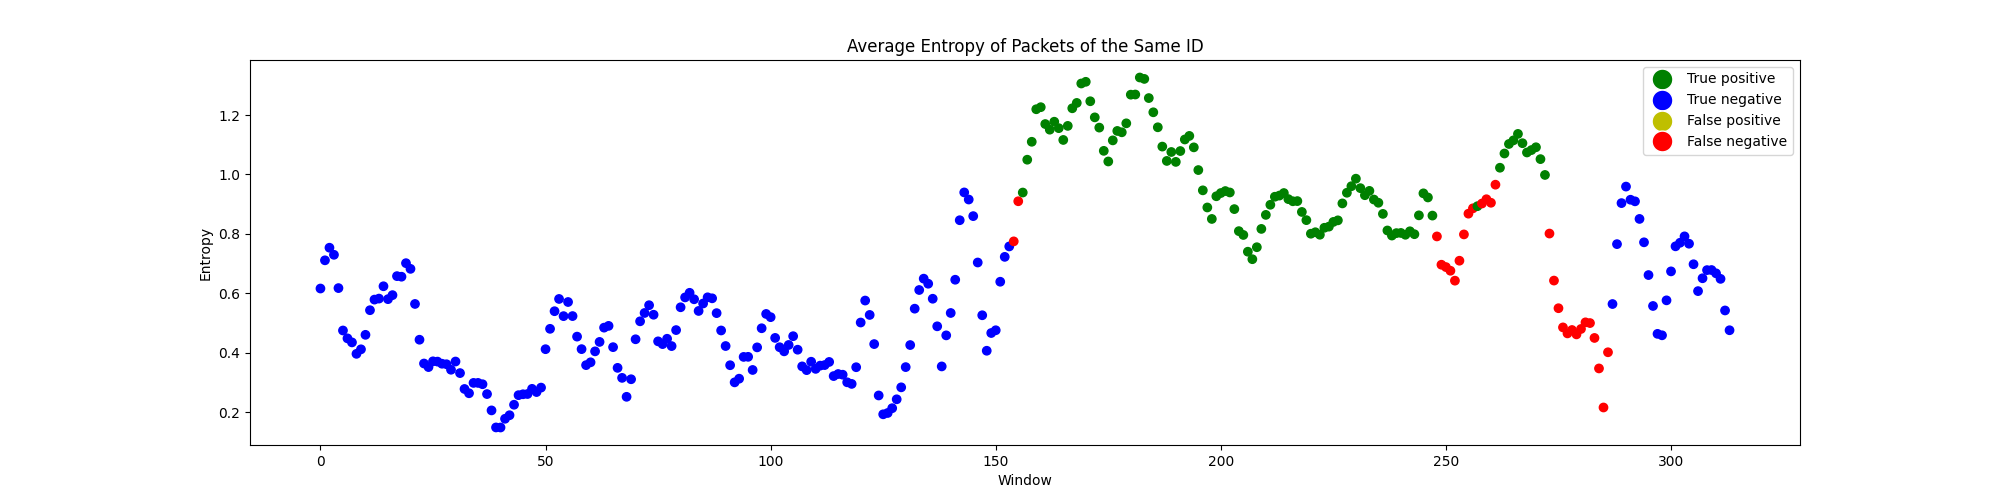 Average Entropy of Packets of the Same ID
True positive
True negative
False positive
False negative
Entropy
1.2
1.0
0.8
0.6
0.4
0.2
0 50 100 150 200 250 300
Window